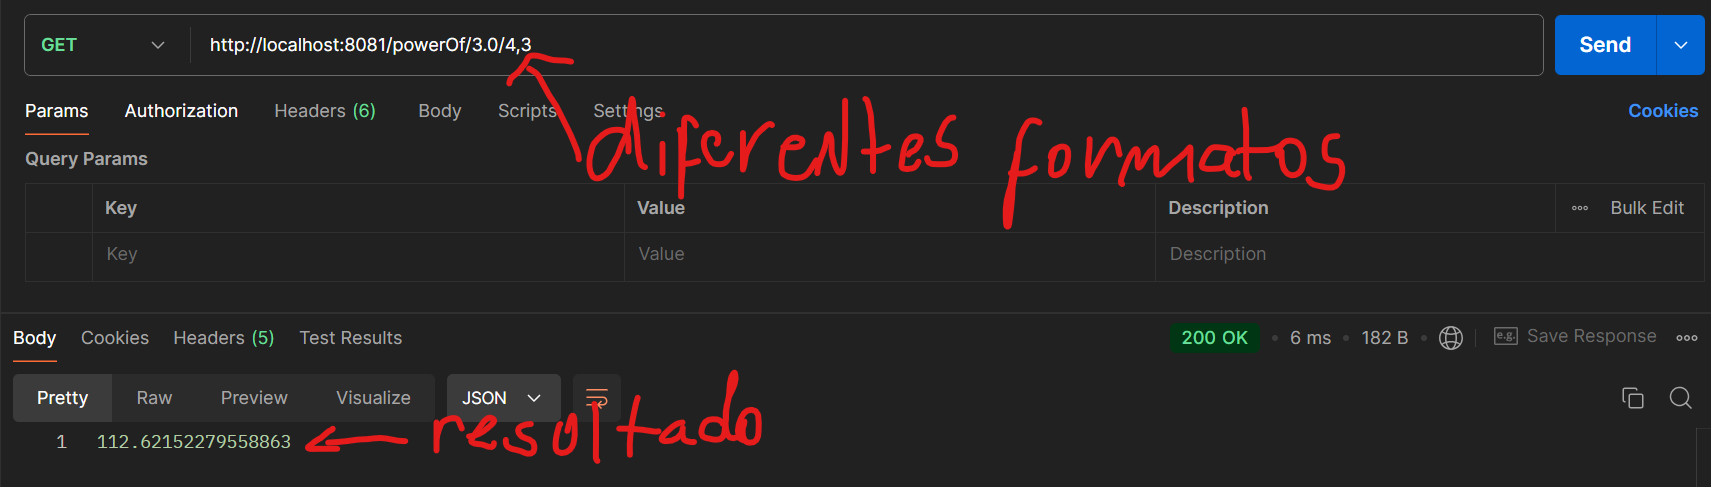 GET http://localhost:8081/powerOf/3.0/4,3 Send
Params Authorization Headers (6) Body Scripts Settings Cookies
diferentes formatos
Query Params
Key Value Description Bulk Edit
Key Value Description
Body Cookies Headers (5) Test Results 200 OK 6 ms 182 B e.g. Save Response
Pretty Raw Preview Visualize JSON
1 112.62152279558863
resoltado